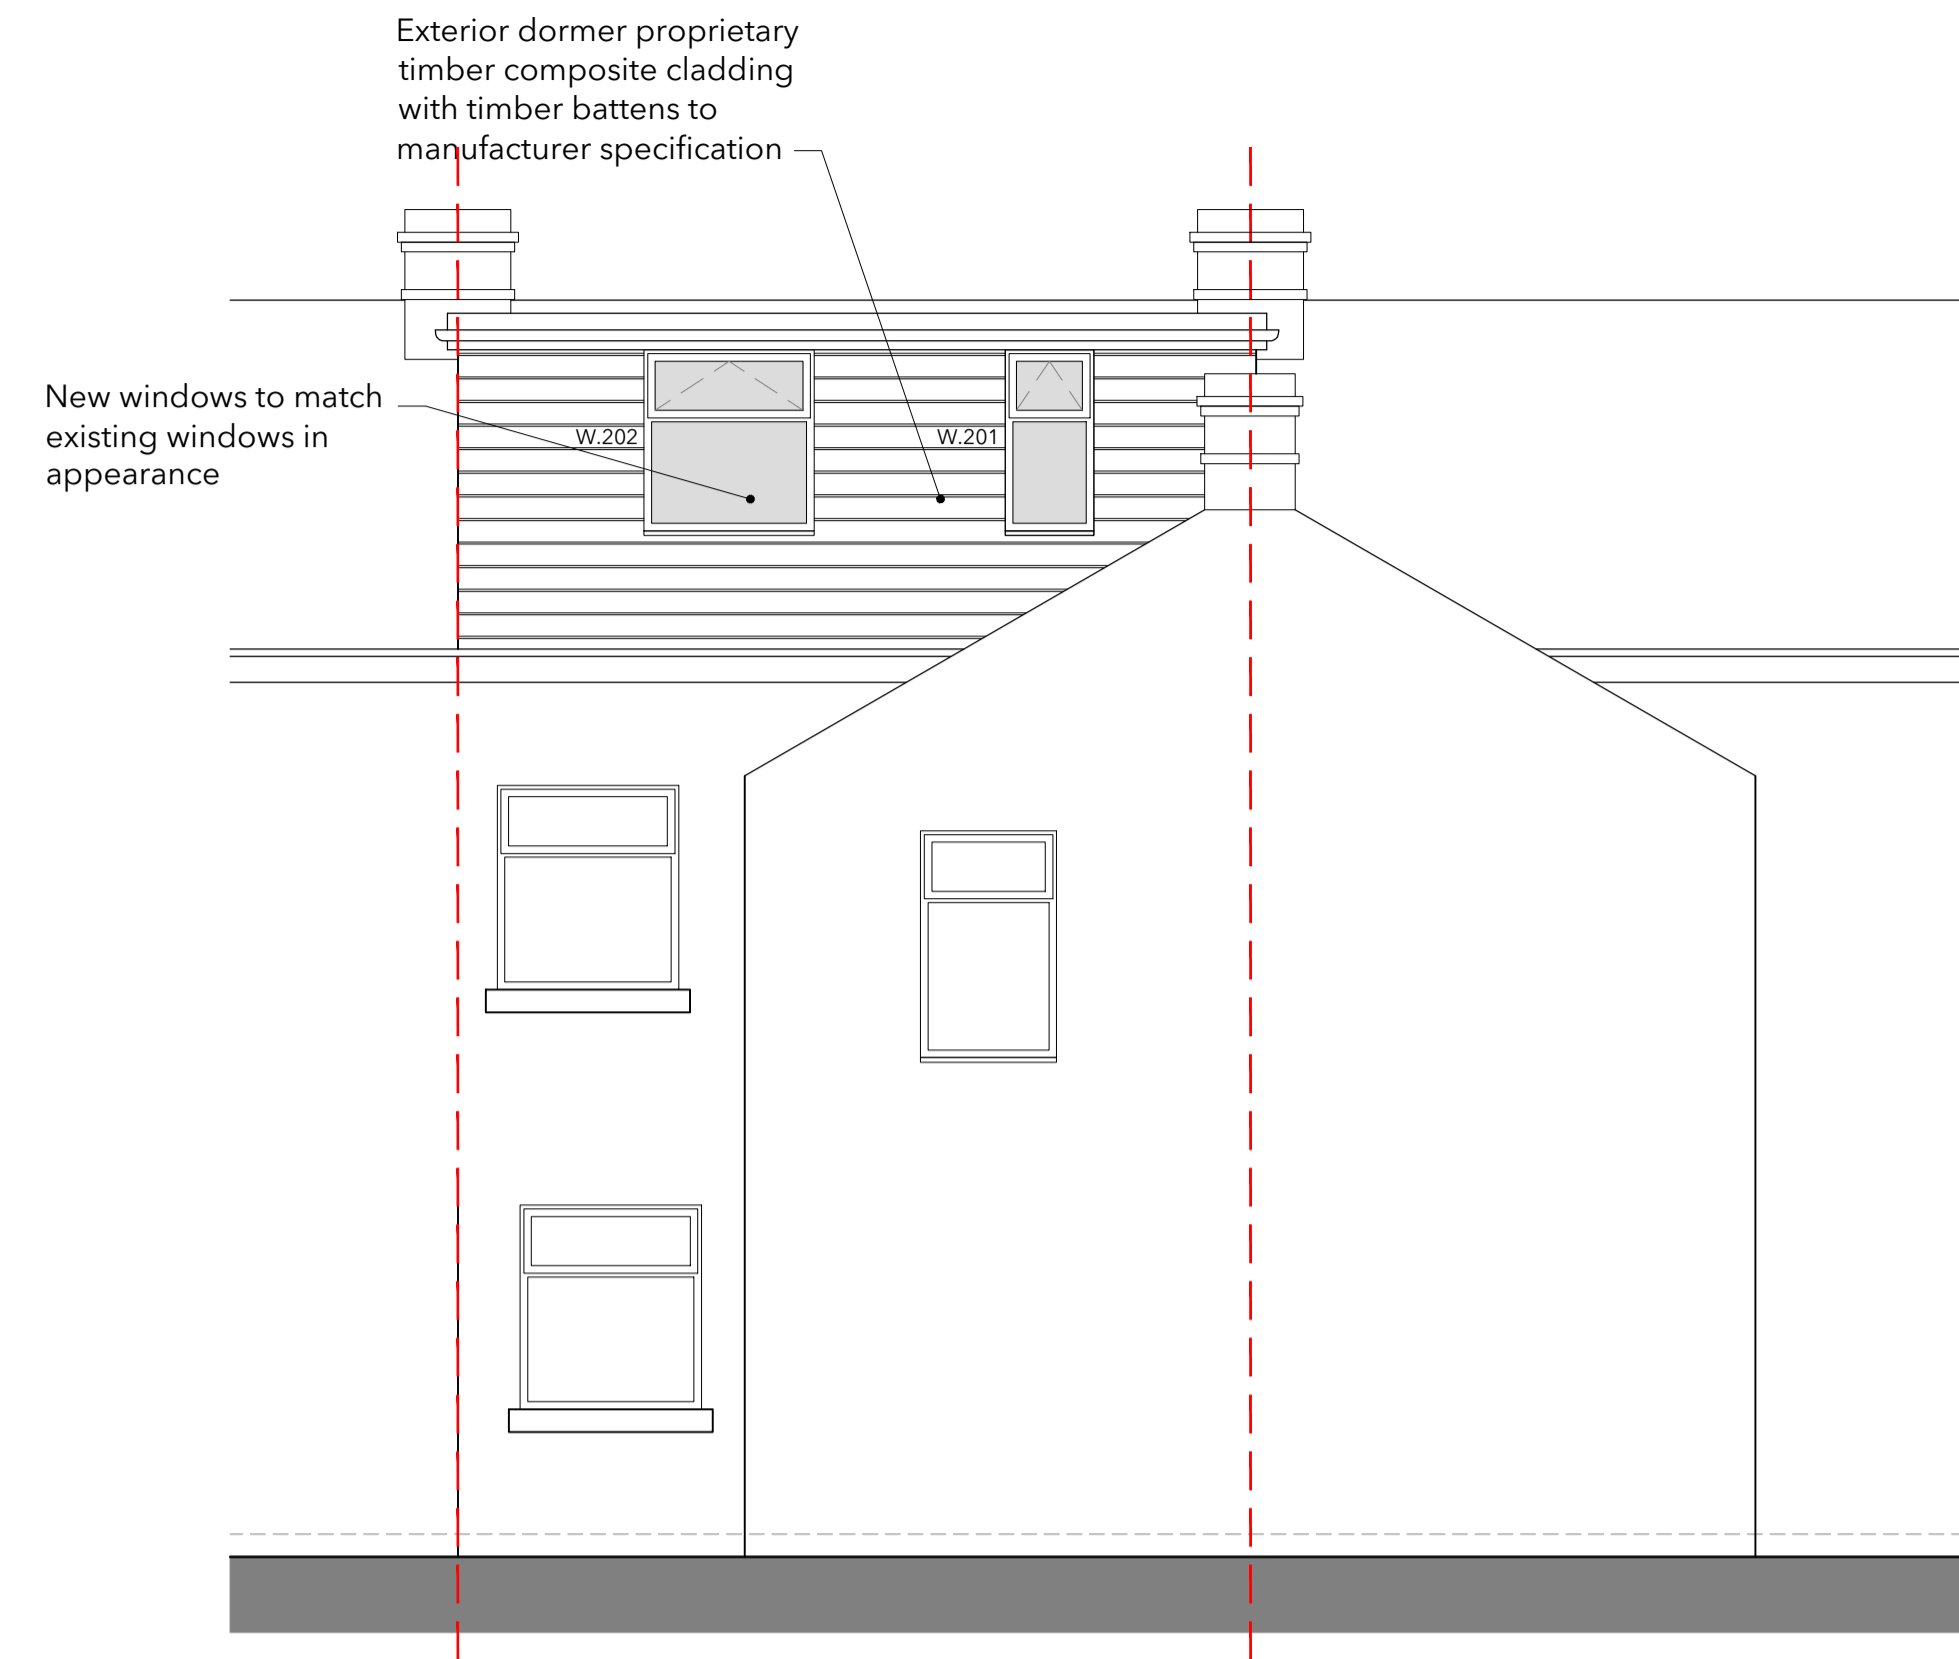 Exterior dormer proprietary
timber composite cladding
with timber battens to
manufacturer specification
New windows to match
existing windows in
appearance
W.202
W.201